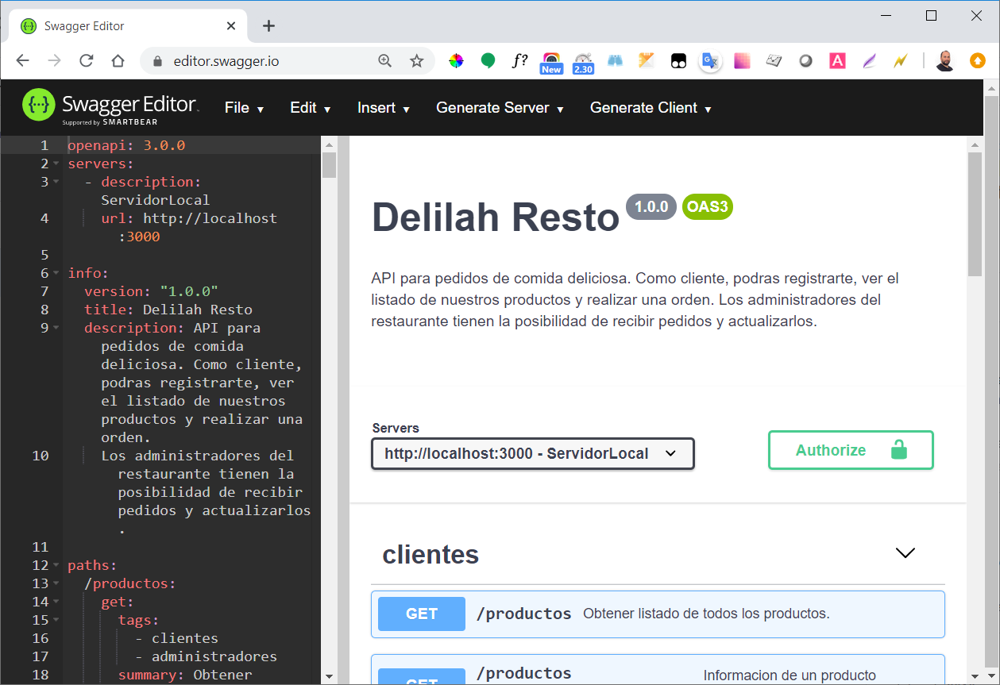 Swagger Editor
editor.swagger.io
f?
New
2.30
A
Swagger Editor
Supported by SMARTBEAR
File
Edit
Insert
Generate Server
Generate Client
1 openapi: 3.0.0
2 servers:
3 - description:
ServidorLocal
4 url: http://localhost
:3000
5
6 info:
7 version: "1.0.0"
8 title: Delilah Resto
9 description: API para
pedidos de comida
deliciosa. Como cliente,
podras registrarte, ver
el listado de nuestros
productos y realizar una
orden.
10 Los administradores del
restaurante tienen la
posibilidad de recibir
pedidos y actualizarlos
.
11
12 paths:
13 /productos:
14 get:
15 tags:
16 - clientes
17 - administradores
18 summary: Obtener
Delilah Resto 1.0.0 OAS3
API para pedidos de comida deliciosa. Como cliente, podras registrarte, ver el
listado de nuestros productos y realizar una orden. Los administradores del
restaurante tienen la posibilidad de recibir pedidos y actualizarlos.
Servers
http://localhost:3000 - ServidorLocal
Authorize
clientes
GET /productos Obtener listado de todos los productos.
GET /productos Informacion de un producto